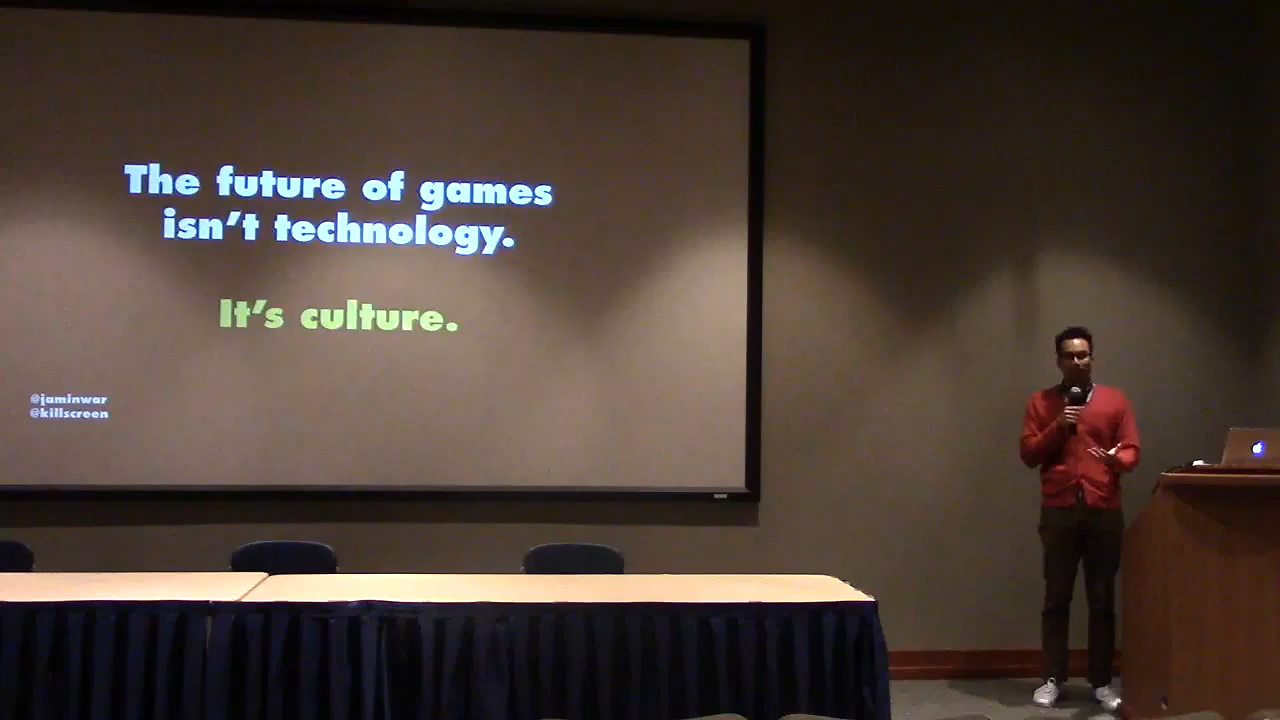 The future of games
isn't technology.
It's culture.
@jaminwar
@killscreen